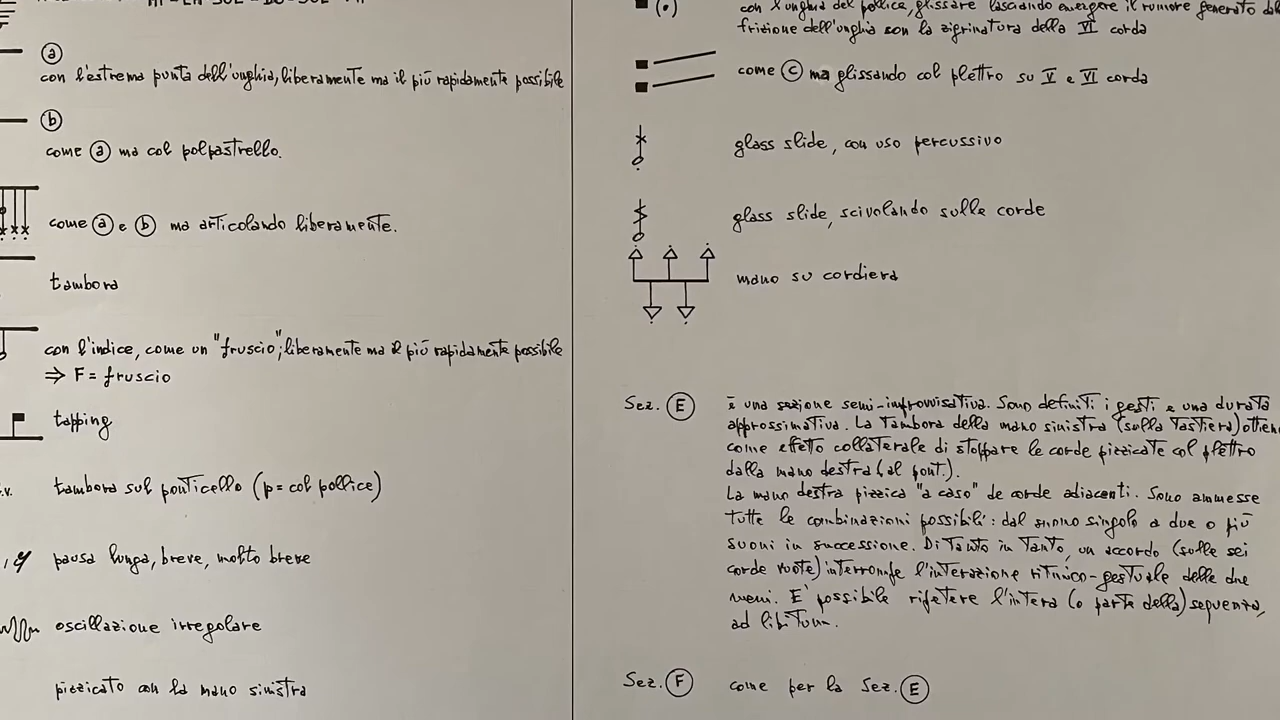 MI-LA SOL-DO-SOL-
ⓐ
con l'estrema punta dell'unghia, liberamente ma il più rapidamente possibile
ⓑ
come ⓐ ma col polpastrello.
come ⓐ e ⓑ ma articolando liberamente.
tambora
con l'indice, come un "fruscio", liberamente ma il più rapidamente possibile
⇒ F = fruscio
tapping
.v. tambora sul ponticello (p = col pollice)
pausa lunga, breve, molto breve
oscillazione irregolare
pizzicato con la mano sinistra
con l'unghia del pollice, glissare lasciando emergere il rumore generato dal
frizione dell'unghia son la zigrinatura della VI corda
come ⓒ ma glissando col plettro su V e VI corda
glass slide, con uso percussivo
glass slide, scivolando sulle corde
mano su cordiera
Sez. Ⓔ è una sezione semi-improvvisativa. Sono definiti i gesti e una durata
approssimativa. La tambora della mano sinistra (sulla tastiera) ottien
come effetto collaterale di stoppare le corde pizzicate col plettro
dalla mano destra (al pont.).
La mano destra pizzica "a caso" de corde adiacenti. Sono ammesse
tutte le combinazioni possibili: dal suono singolo a due o più
suoni in successione. Di tanto in tanto, un accordo (sulle sei
corde vuote) interrompe l'interazione ritmico-gestuale delle due
mani. E' possibile ripetere l'intera (o parte della) sequenza,
ad libitum.
Sez. Ⓕ come per la Sez. Ⓔ